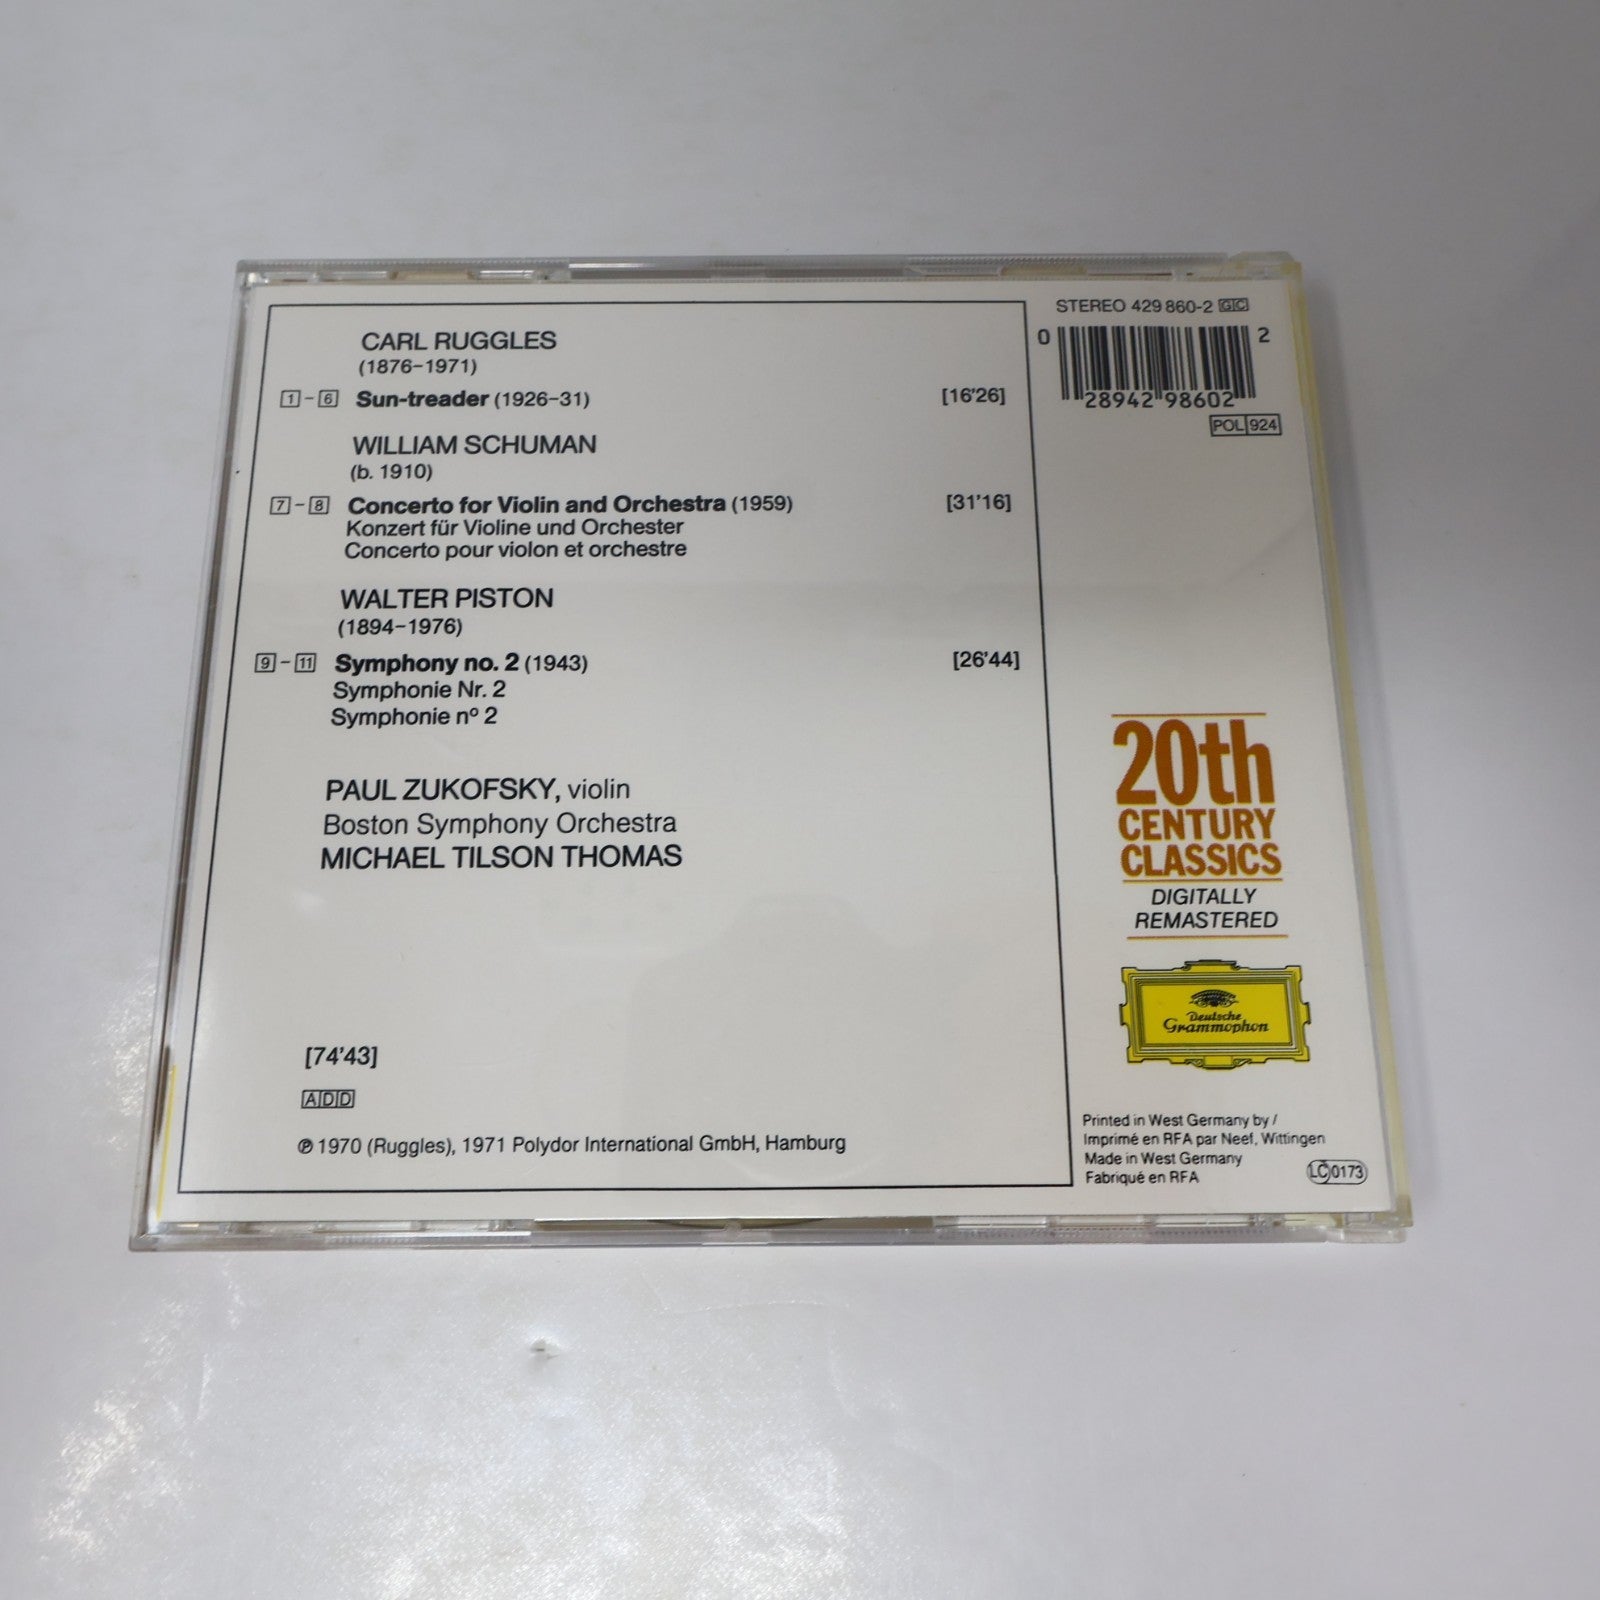 CARL RUGGLES
(1876–1971)
1 – 6 Sun-treader (1926–31) [16'26]
WILLIAM SCHUMAN
(b. 1910)
7 – 8 Concerto for Violin and Orchestra (1959) [31'16]
Konzert für Violine und Orchester
Concerto pour violon et orchestre
WALTER PISTON
(1894–1976)
9 – 11 Symphony no. 2 (1943) [26'44]
Symphonie Nr. 2
Symphonie nº 2
PAUL ZUKOFSKY, violin
Boston Symphony Orchestra
MICHAEL TILSON THOMAS
[74'43]
ADD
℗ 1970 (Ruggles), 1971 Polydor International GmbH, Hamburg
STEREO 429 860-2 GC
0 28942 98602 2
POL 924
20th
CENTURY
CLASSICS
DIGITALLY
REMASTERED
Deutsche
Grammophon
Printed in West Germany by /
Imprimé en RFA par Neef, Wittingen
Made in West Germany
Fabriqué en RFA
LC 0173